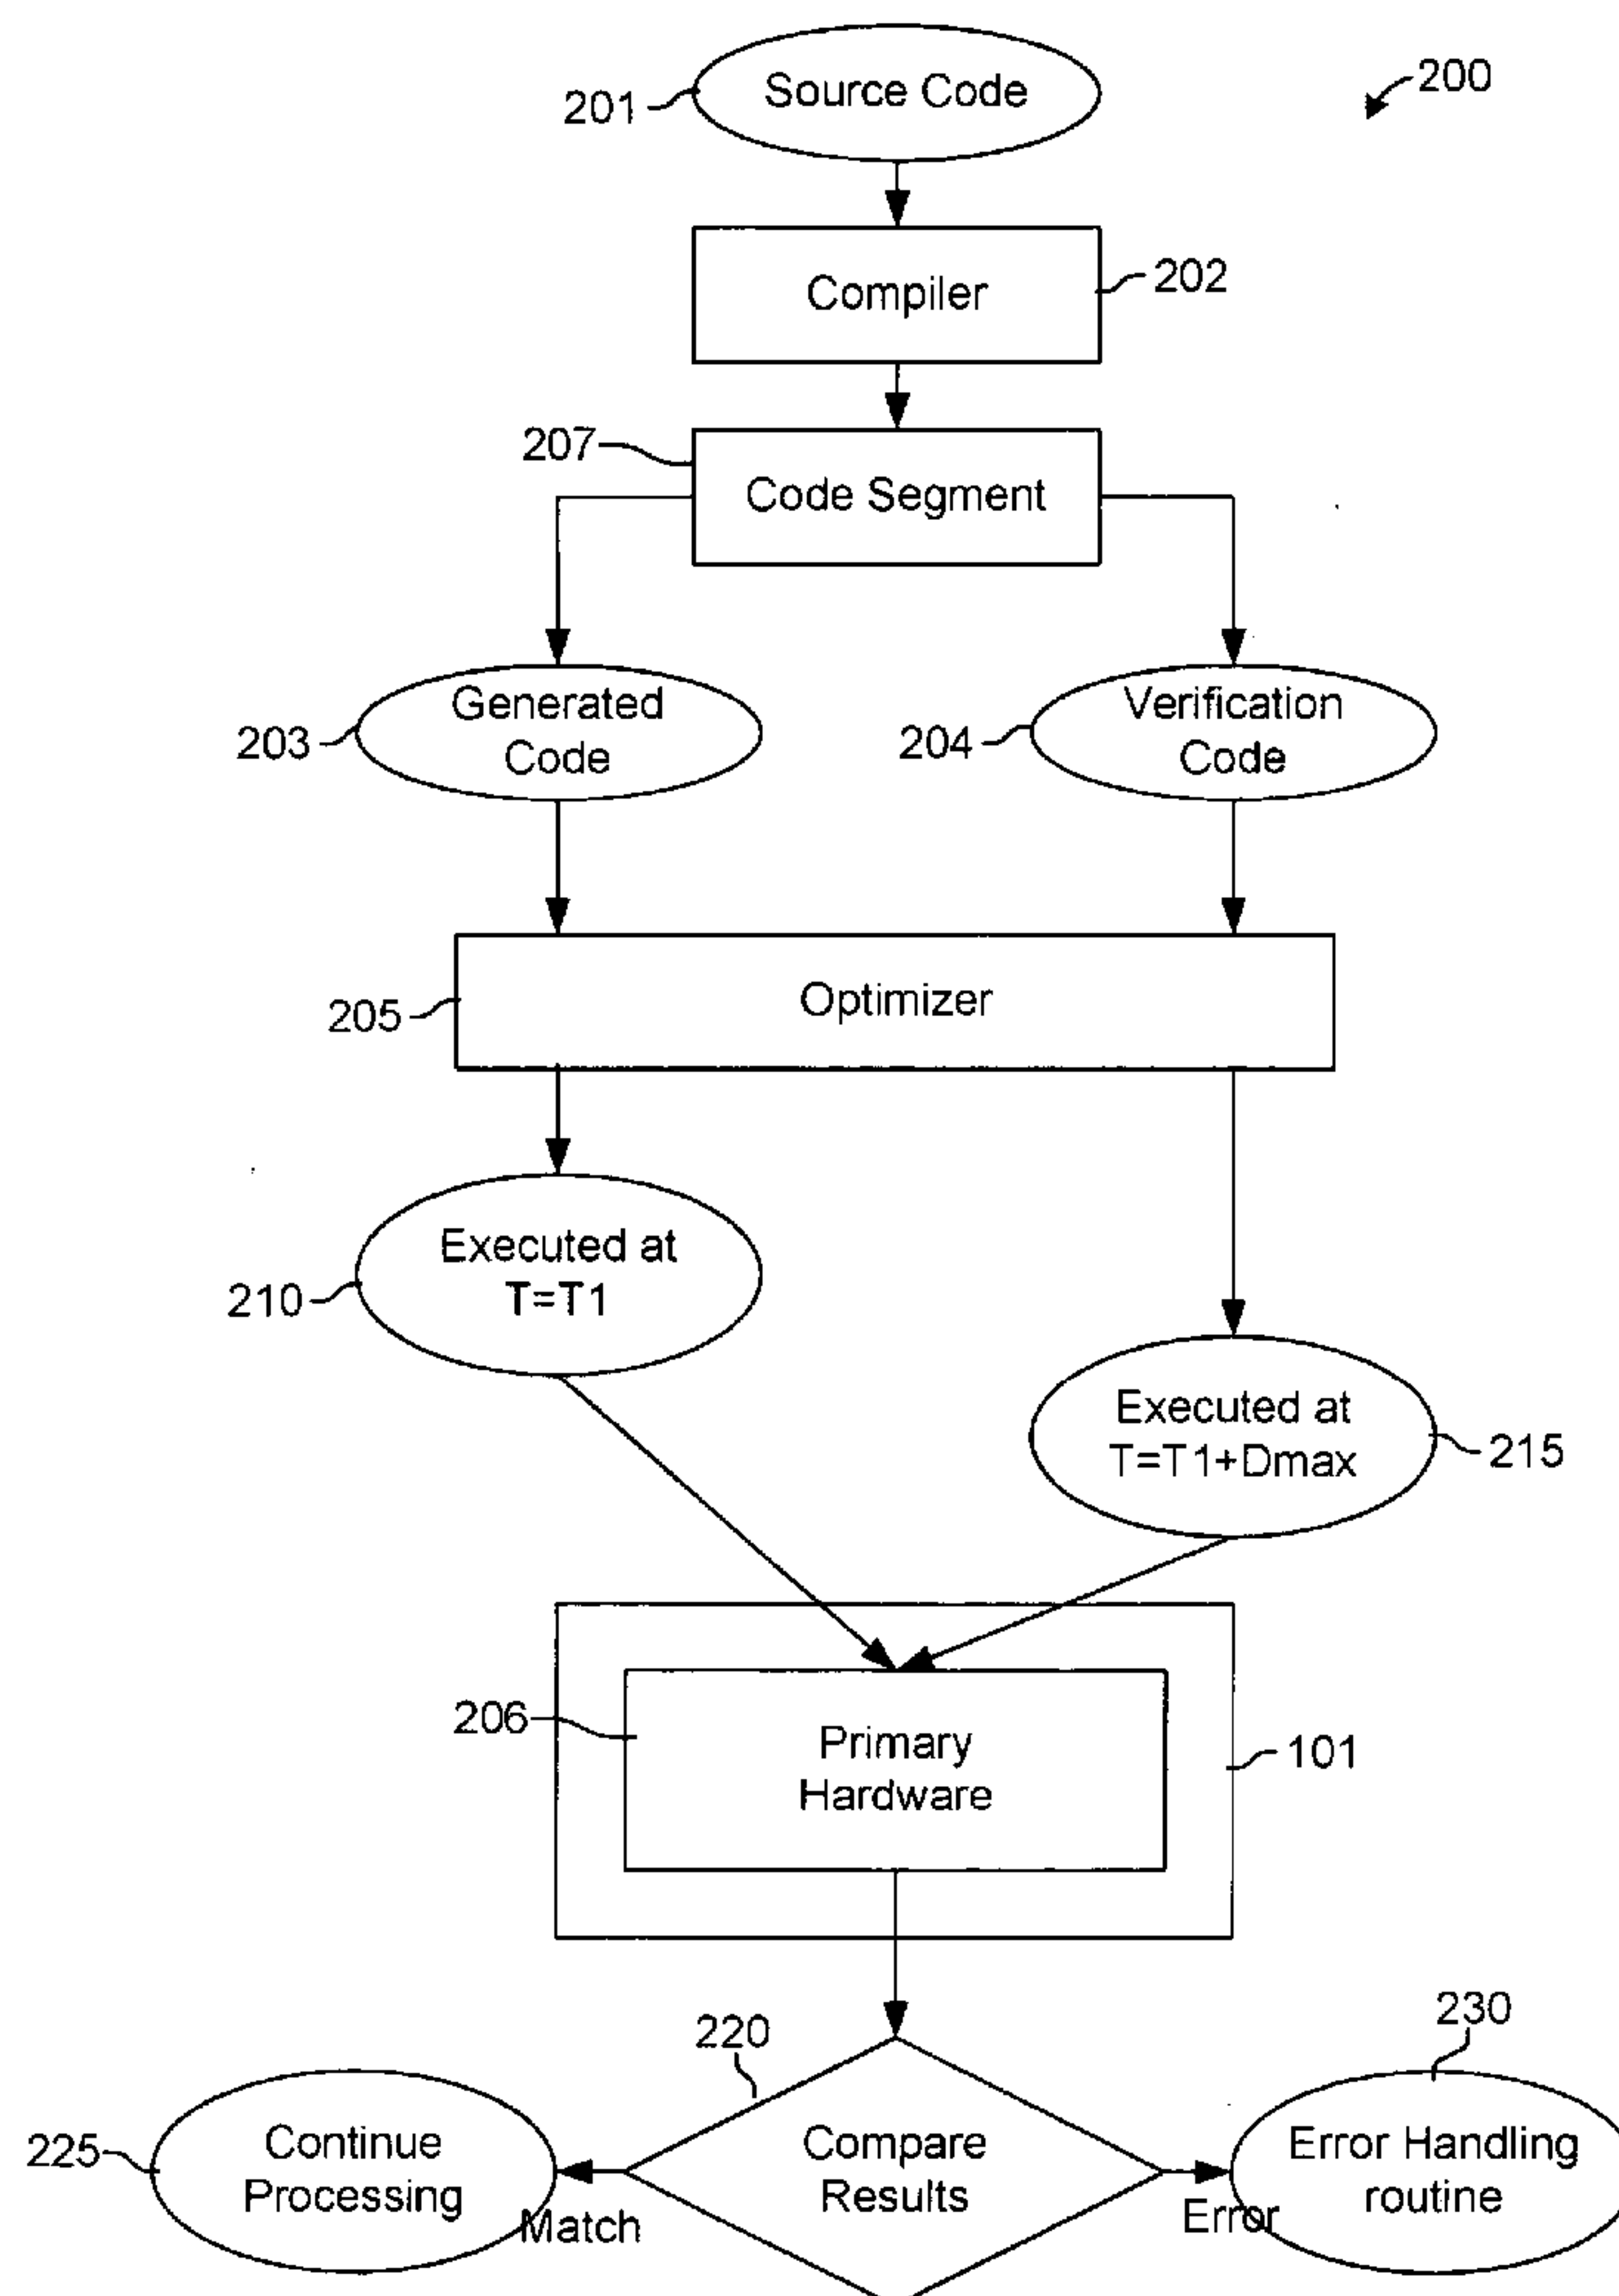 200
201
Source Code
Compiler
202
207
Code Segment
203
Generated
Code
204
Verification
Code
205
Optimizer
210
Executed at
T=T1
Executed at
T=T1+Dmax
215
206
Primary
Hardware
101
220
230
225
Continue
Processing
Match
Compare
Results
Error
Error Handling
routine